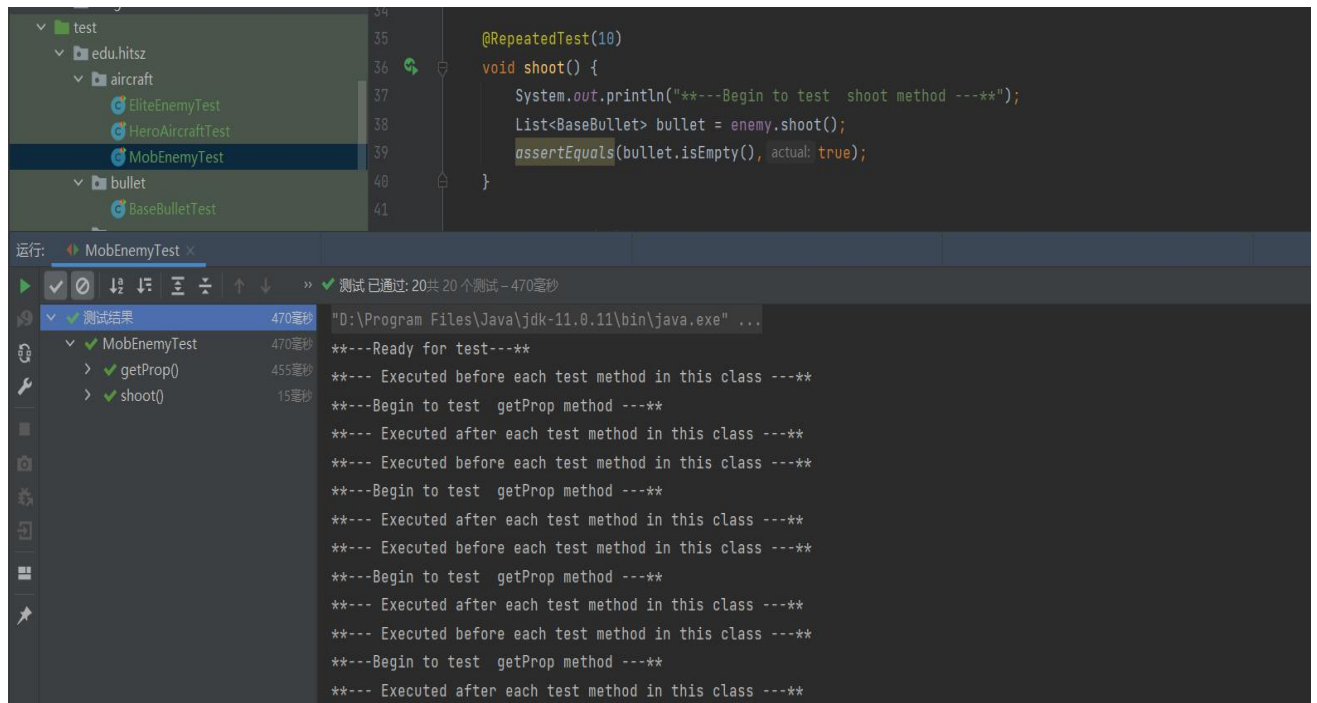 test
edu.hitsz
aircraft
EliteEnemyTest
HeroAircraftTest
MobEnemyTest
bullet
BaseBulletTest
34
35 @RepeatedTest(10)
36 void shoot() {
37 System.out.println("**---Begin to test  shoot method ---**");
38 List<BaseBullet> bullet = enemy.shoot();
39 assertEquals(bullet.isEmpty(), actual: true);
40 }
41
运行: MobEnemyTest ×
» 测试 已通过: 20共 20 个测试 – 470毫秒
测试结果 470毫秒
MobEnemyTest 470毫秒
getProp() 455毫秒
shoot() 15毫秒
"D:\Program Files\Java\jdk-11.0.11\bin\java.exe" ...
**---Ready for test---**
**--- Executed before each test method in this class ---**
**---Begin to test  getProp method ---**
**--- Executed after each test method in this class ---**
**--- Executed before each test method in this class ---**
**---Begin to test  getProp method ---**
**--- Executed after each test method in this class ---**
**--- Executed before each test method in this class ---**
**---Begin to test  getProp method ---**
**--- Executed after each test method in this class ---**
**--- Executed before each test method in this class ---**
**---Begin to test  getProp method ---**
**--- Executed after each test method in this class ---**